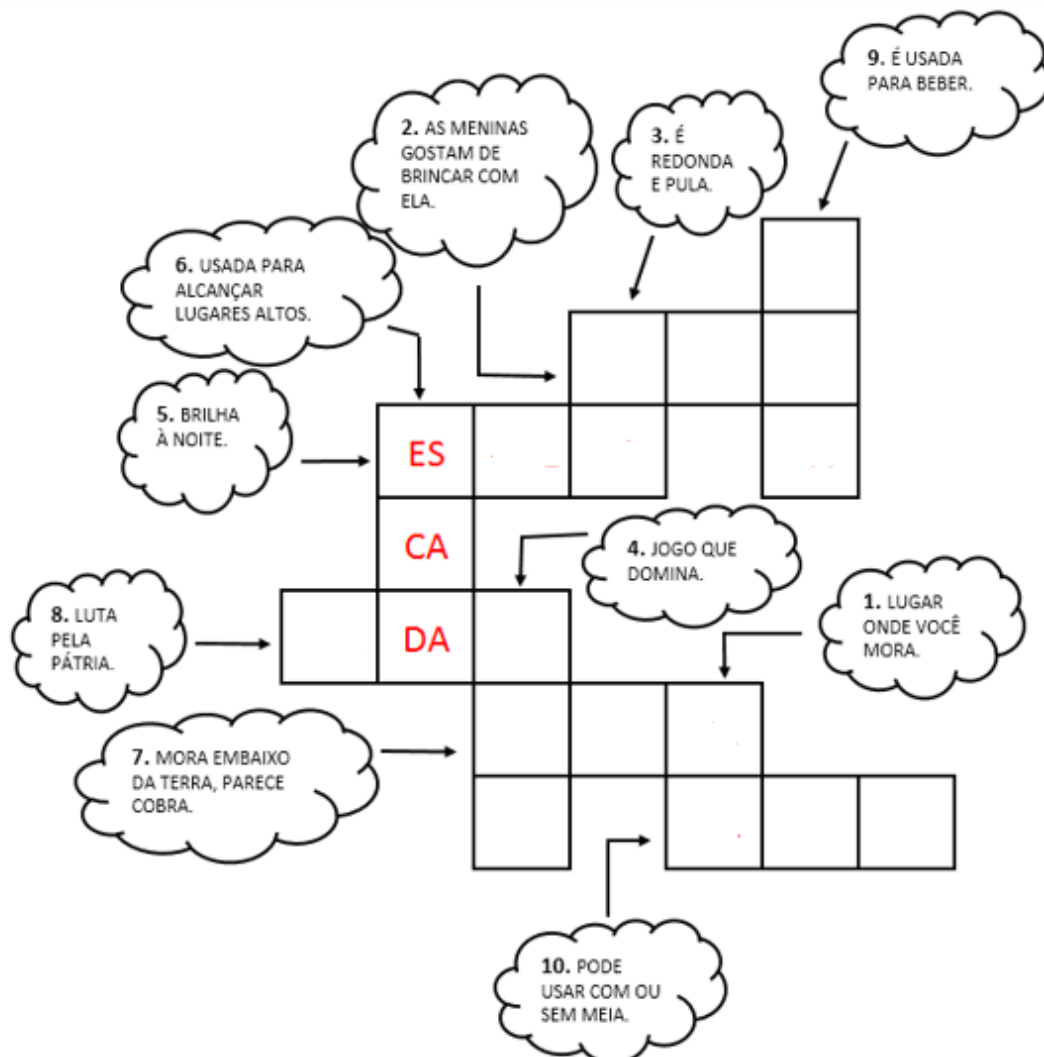 9. É USADA
PARA BEBER.
2. AS MENINAS
GOSTAM DE
BRINCAR COM
ELA.
3. É
REDONDA
E PULA.
6. USADA PARA
ALCANÇAR
LUGARES ALTOS.
5. BRILHA
À NOITE.
ES
CA
4. JOGO QUE
DOMINA.
8. LUTA
PELA
PÁTRIA.
DA
1. LUGAR
ONDE VOCÊ
MORA.
7. MORA EMBAIXO
DA TERRA, PARECE
COBRA.
10. PODE
USAR COM OU
SEM MEIA.